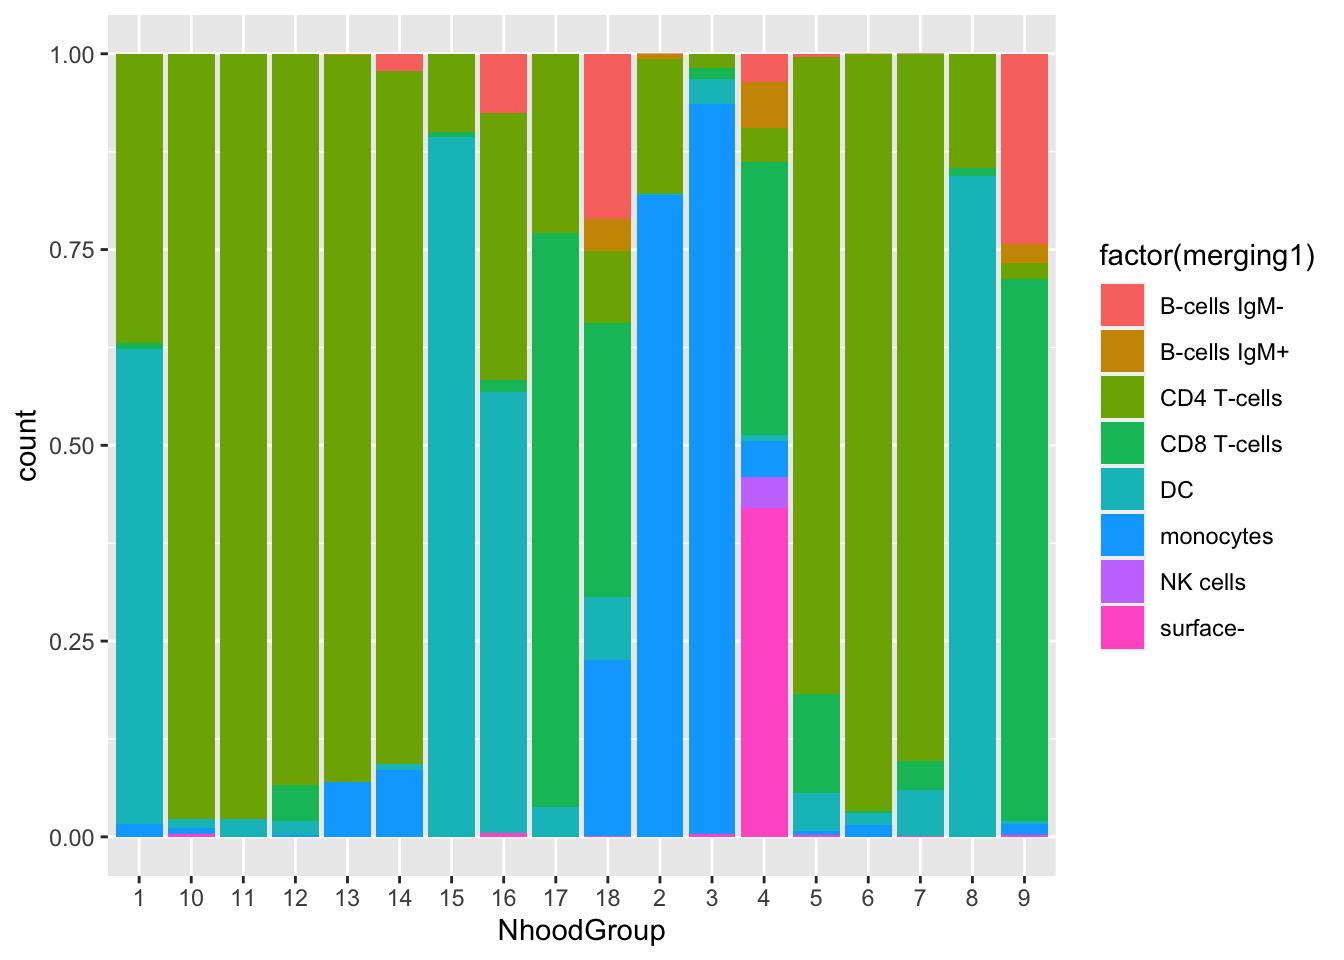 1.00
0.75
0.50
0.25
0.00
count
1 10 11 12 13 14 15 16 17 18 2 3 4 5 6 7 8 9
NhoodGroup
factor(merging1)
B-cells IgM-
B-cells IgM+
CD4 T-cells
CD8 T-cells
DC
monocytes
NK cells
surface-